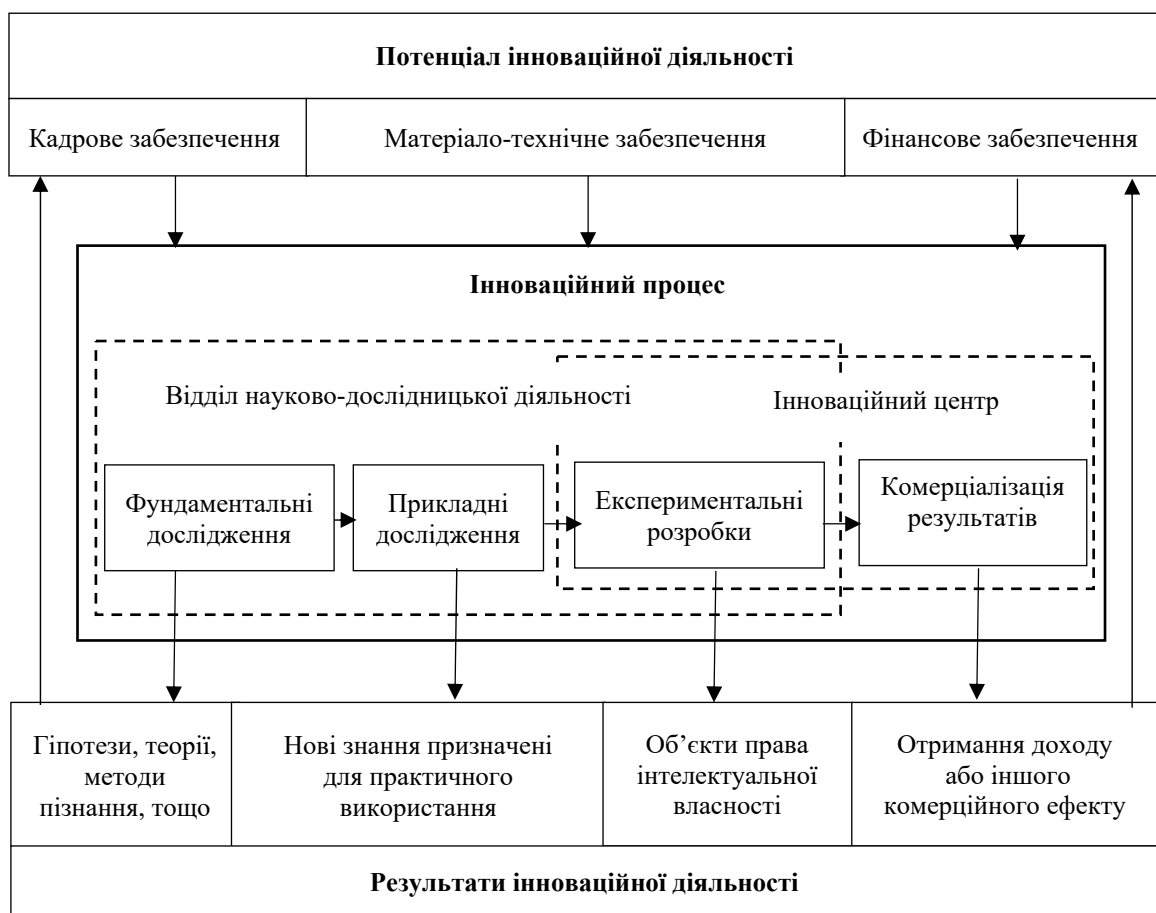 Потенціал інноваційної діяльності
Кадрове забезпечення
Матеріало-технічне забезпечення
Фінансове забезпечення
Інноваційний процес
Відділ науково-дослідницької діяльності
Інноваційний центр
Фундаментальні
дослідження
Прикладні
дослідження
Експериментальні
розробки
Комерціалізація
результатів
Гіпотези, теорії,
методи
пізнання, тощо
Нові знання призначені
для практичного
використання
Об’єкти права
інтелектуальної
власності
Отримання доходу
або іншого
комерційного ефекту
Результати інноваційної діяльності